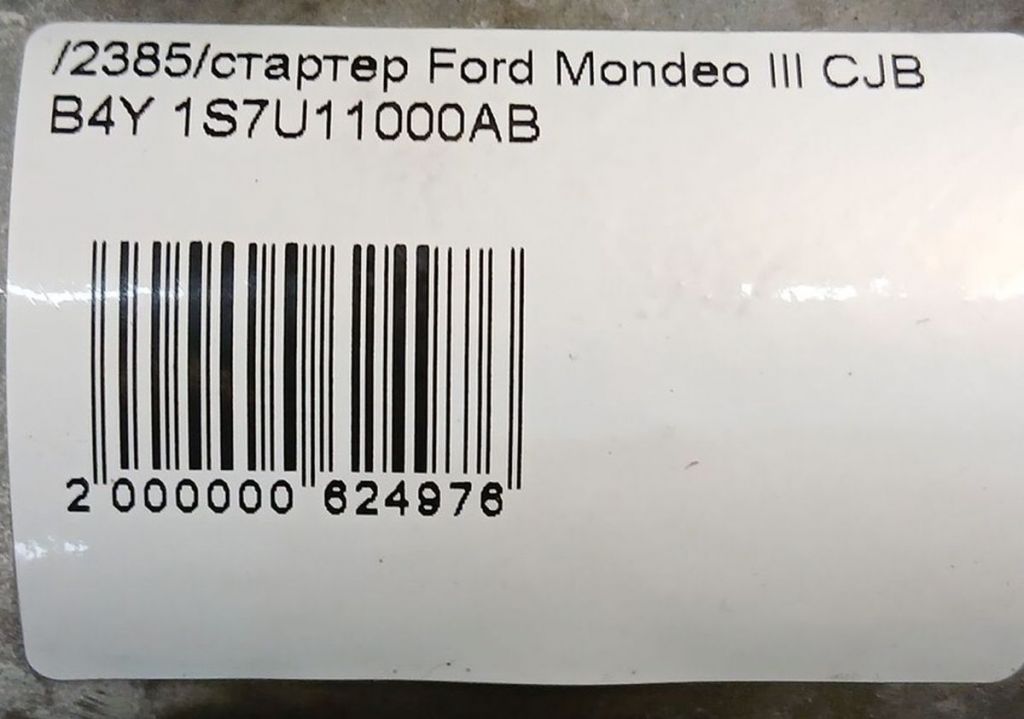 /2385/стартер Ford Mondeo III CJB
B4Y 1S7U11000AB
2 000000 624976